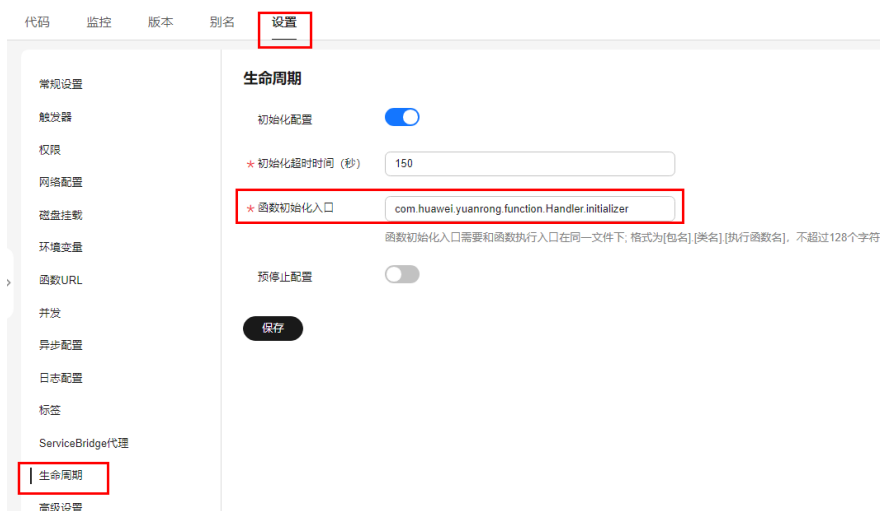 代码 监控 版本 别名 设置
常规设置
触发器
权限
网络配置
磁盘挂载
环境变量
函数URL
并发
异步配置
日志配置
标签
ServiceBridge代理
生命周期
高级设置
生命周期
初始化配置
*初始化超时时间（秒） 150
*函数初始化入口 com.huawei.yuanrong.function.Handler.initializer
函数初始化入口需要和函数执行入口在同一文件下; 格式为[包名].[类名].[执行函数名]，不超过128个字符
预停止配置
保存